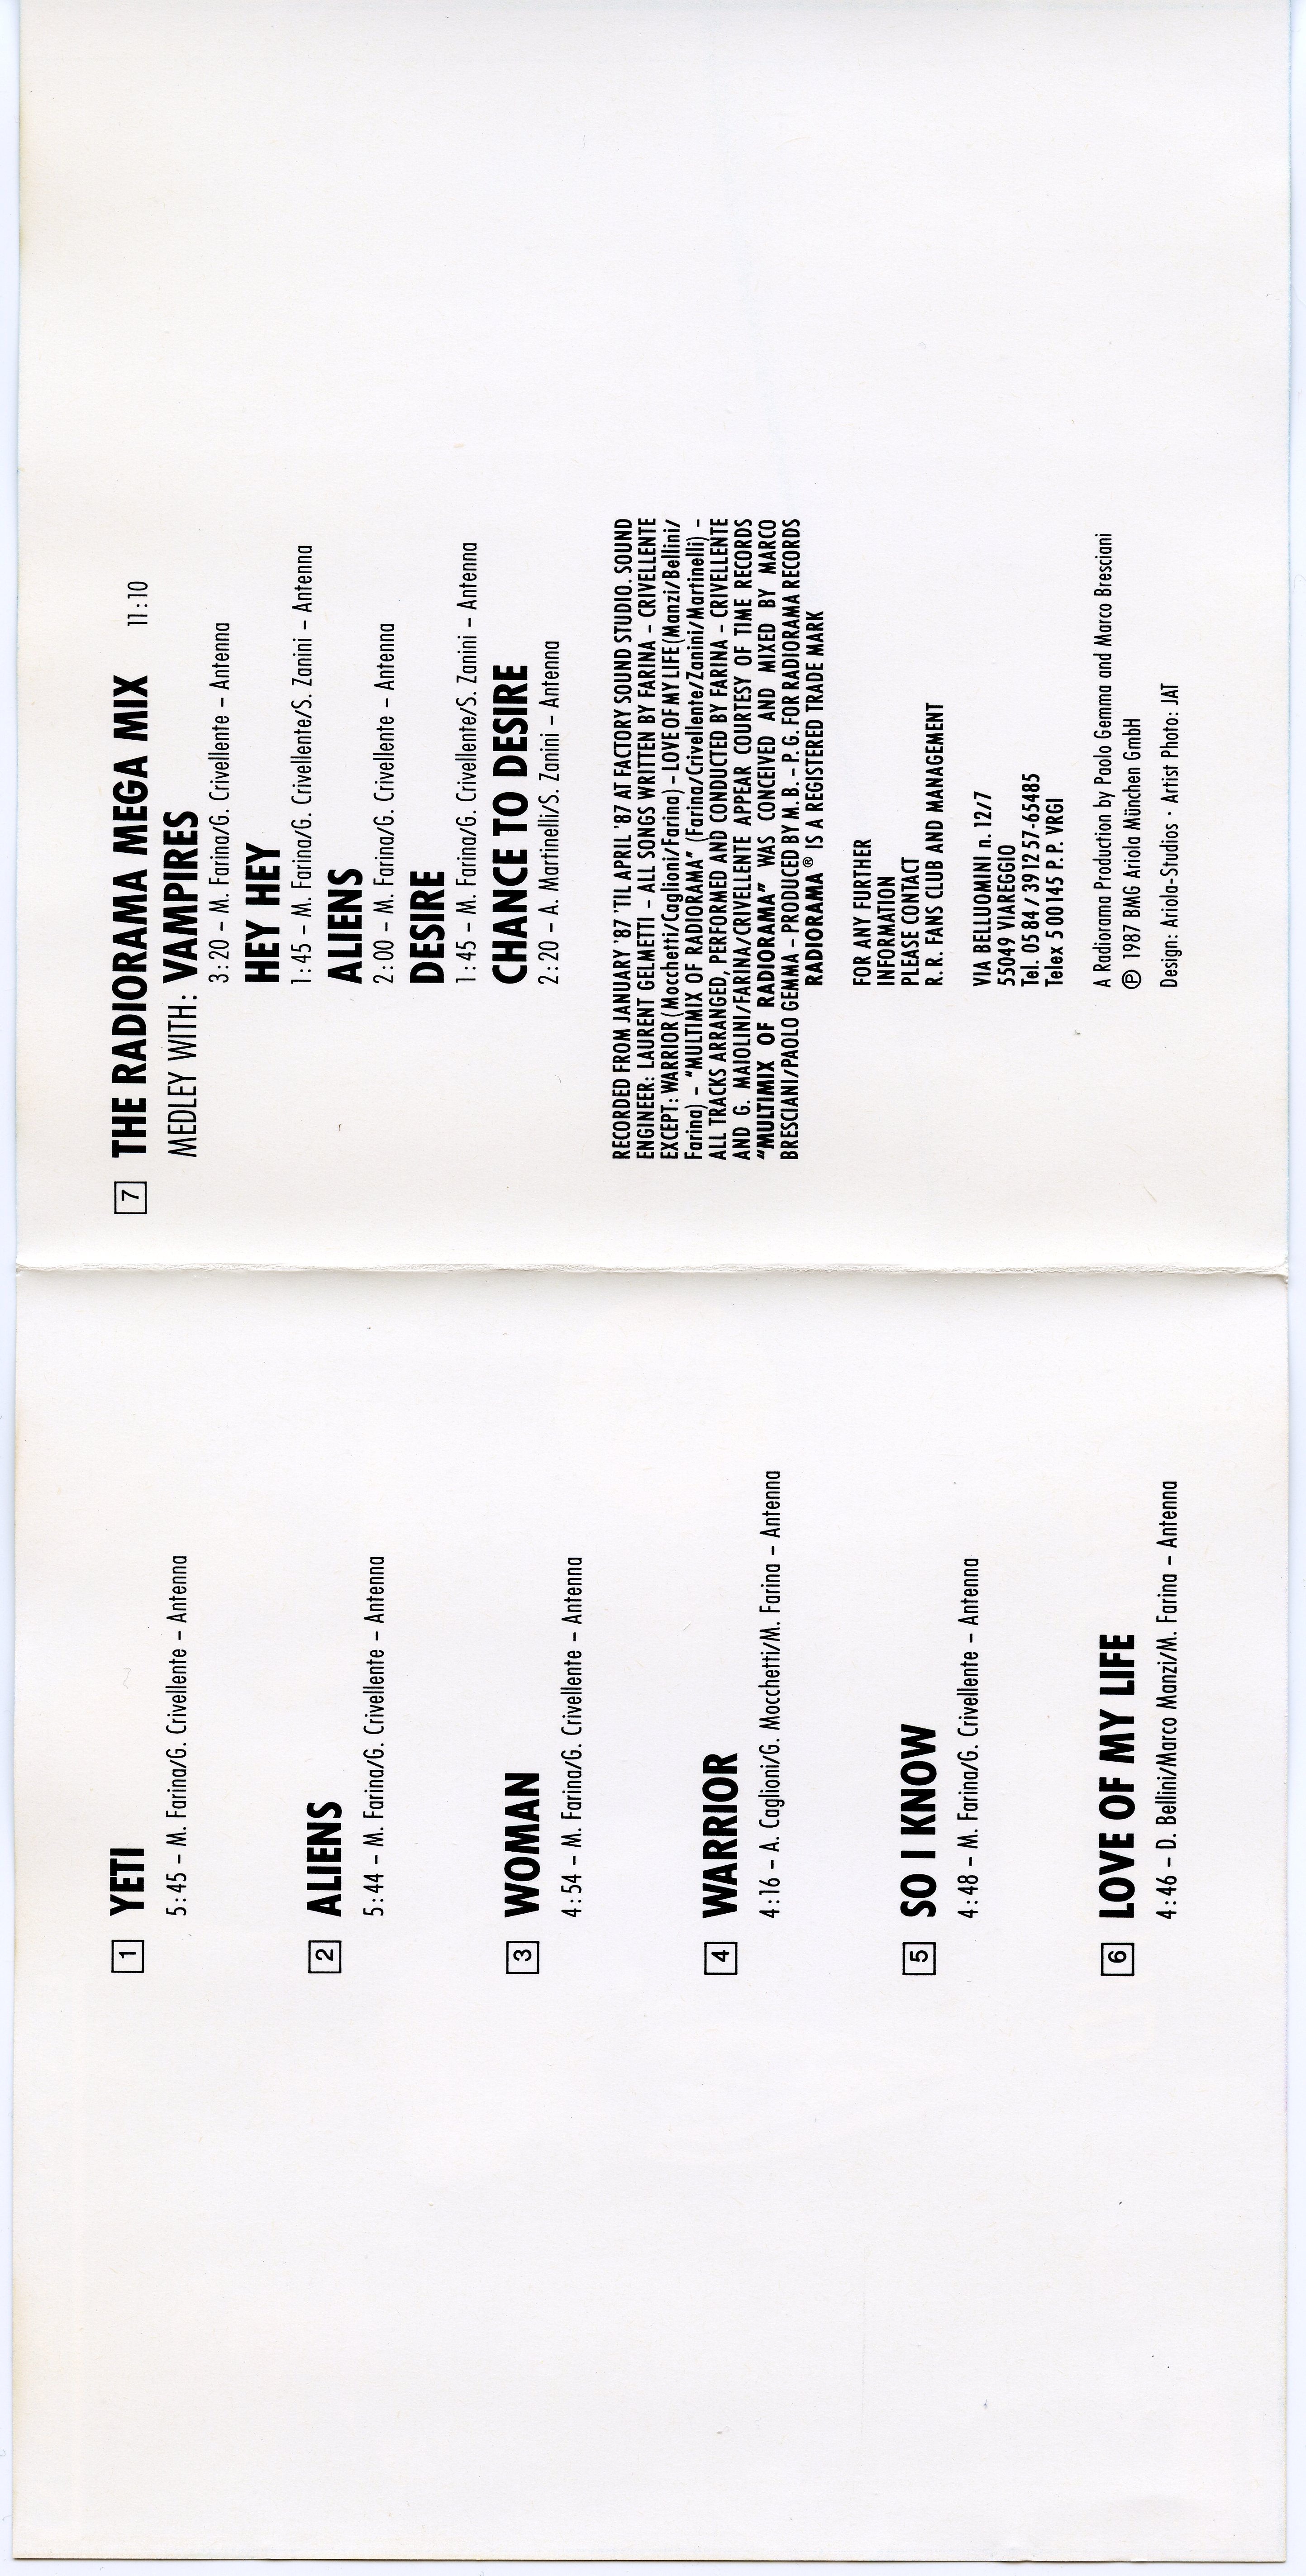 1 YETI
5:45 – M. Farina/G. Crivellente – Antenna
2 ALIENS
5:44 – M. Farina/G. Crivellente – Antenna
3 WOMAN
4:54 – M. Farina/G. Crivellente – Antenna
4 WARRIOR
4:16 – A. Caglioni/G. Mocchetti/M. Farina – Antenna
5 SO I KNOW
4:48 – M. Farina/G. Crivellente – Antenna
6 LOVE OF MY LIFE
4:46 – D. Bellini/Marco Manzi/M. Farina – Antenna
7 THE RADIORAMA MEGA MIX 11:10
MEDLEY WITH: VAMPIRES
3:20 – M. Farina/G. Crivellente – Antenna
HEY HEY
1:45 – M. Farina/G. Crivellente/S. Zanini – Antenna
ALIENS
2:00 – M. Farina/G. Crivellente – Antenna
DESIRE
1:45 – M. Farina/G. Crivellente/S. Zanini – Antenna
CHANCE TO DESIRE
2:20 – A. Martinelli/S. Zanini – Antenna
RECORDED FROM JANUARY '87 'TIL APRIL '87 AT FACTORY SOUND STUDIO. SOUND
ENGINEER: LAURENT GELMETTI – ALL SONGS WRITTEN BY FARINA – CRIVELLENTE
EXCEPT: WARRIOR (Mocchetti/Caglioni/Farina) – LOVE OF MY LIFE (Manzi/Bellini/
Farina) – "MULTIMIX OF RADIORAMA" (Farina/Crivellente/Zanini/Martinelli) –
ALL TRACKS ARRANGED, PERFORMED AND CONDUCTED BY FARINA – CRIVELLENTE
AND G. MAIOLINI/FARINA/CRIVELLENTE APPEAR COURTESY OF TIME RECORDS
"MULTIMIX OF RADIORAMA" WAS CONCEIVED AND MIXED BY MARCO
BRESCIANI/PAOLO GEMMA – PRODUCED BY M. B. – P. G. FOR RADIORAMA RECORDS
RADIORAMA ® IS A REGISTERED TRADE MARK
FOR ANY FURTHER
INFORMATION
PLEASE CONTACT
R. R. FANS CLUB AND MANAGEMENT
VIA BELLUOMINI n. 12/7
55049 VIAREGGIO
Tel. 05 84 / 39 12 57-65485
Telex 5 00 145 P. P. VRGI
A Radiorama Production by Paolo Gemma and Marco Bresciani
℗ 1987 BMG Ariola München GmbH
Design: Ariola-Studios · Artist Photo: JAT